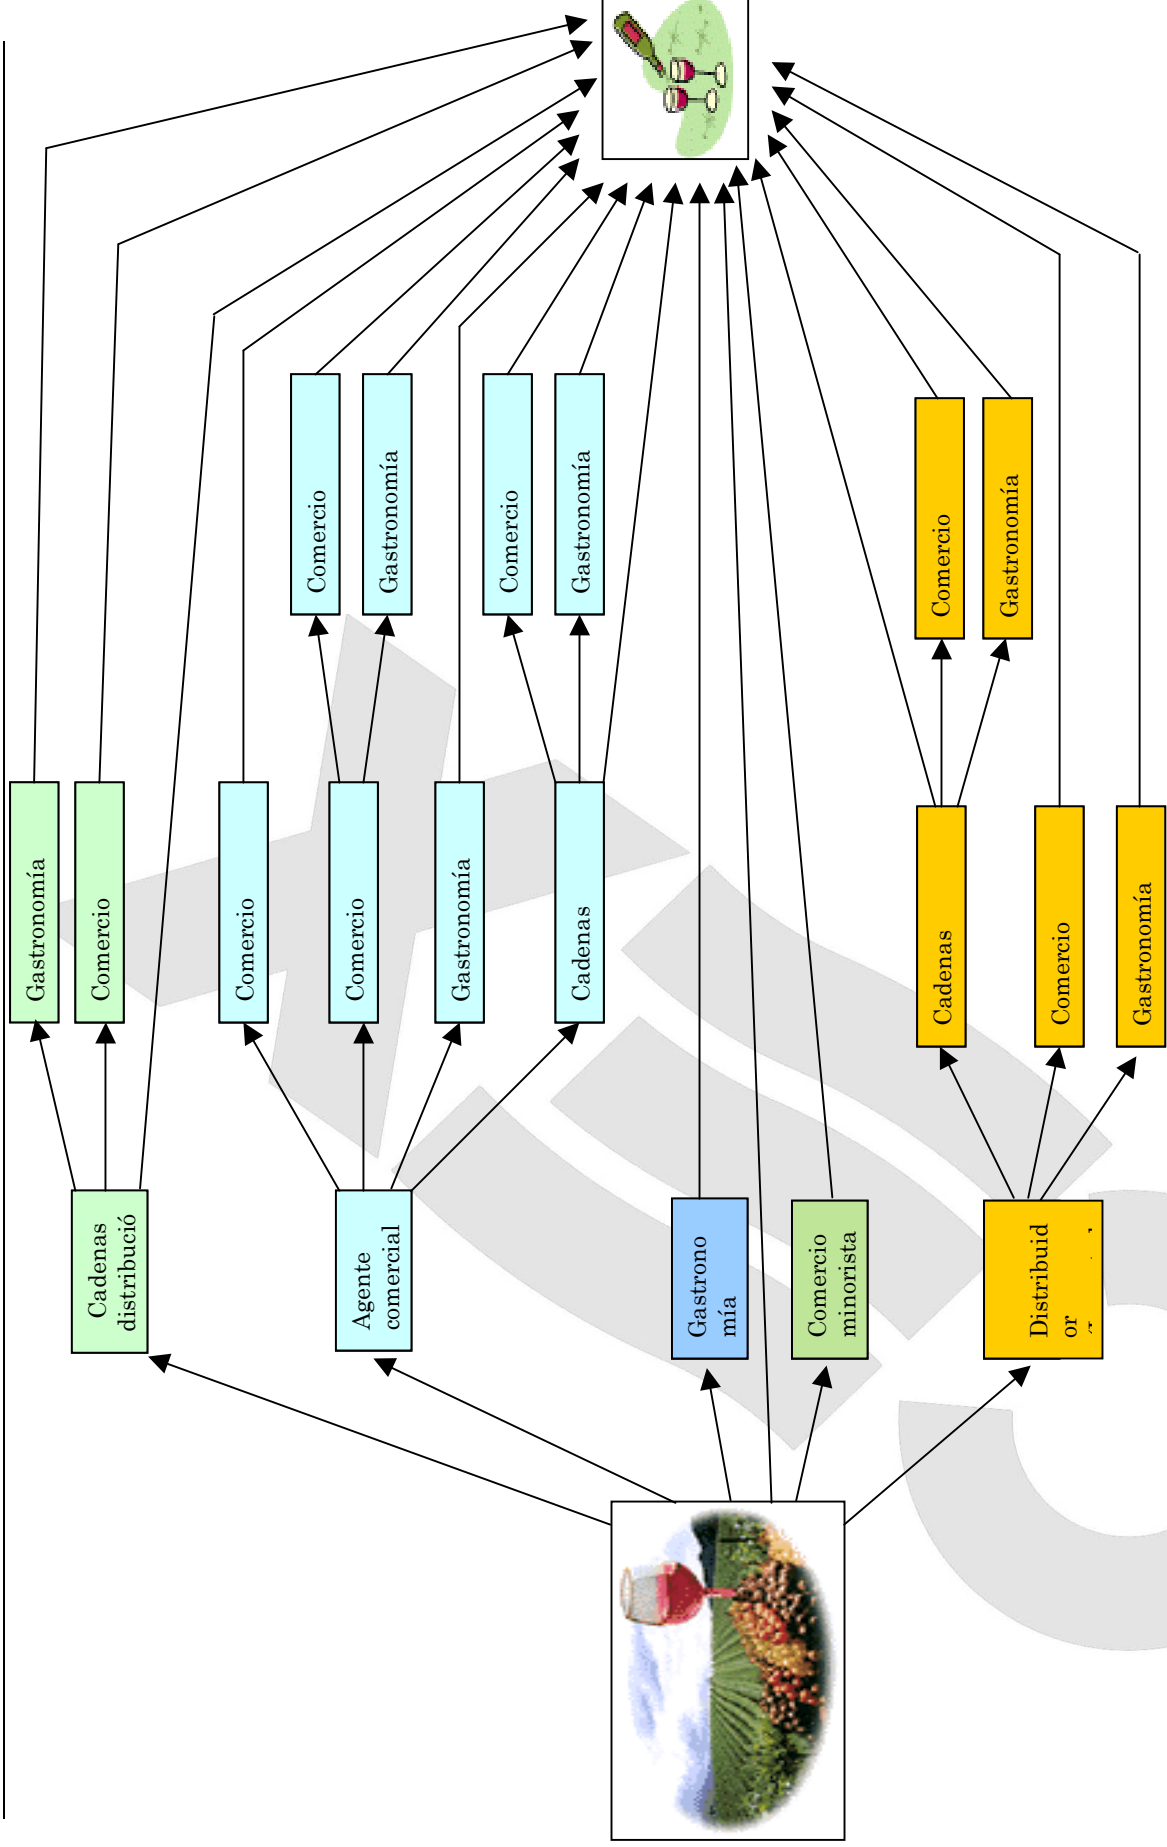 Gastronomía
Comercio
Cadenas
distribució
Comercio
Comercio
Gastronomía
Comercio
Gastronomía
Cadenas
Comercio
Gastronomía
Agente
comercial
Gastrono
mía
Comercio
minorista
Cadenas
Comercio
Gastronomía
Comercio
Gastronomía
Distribuid
or